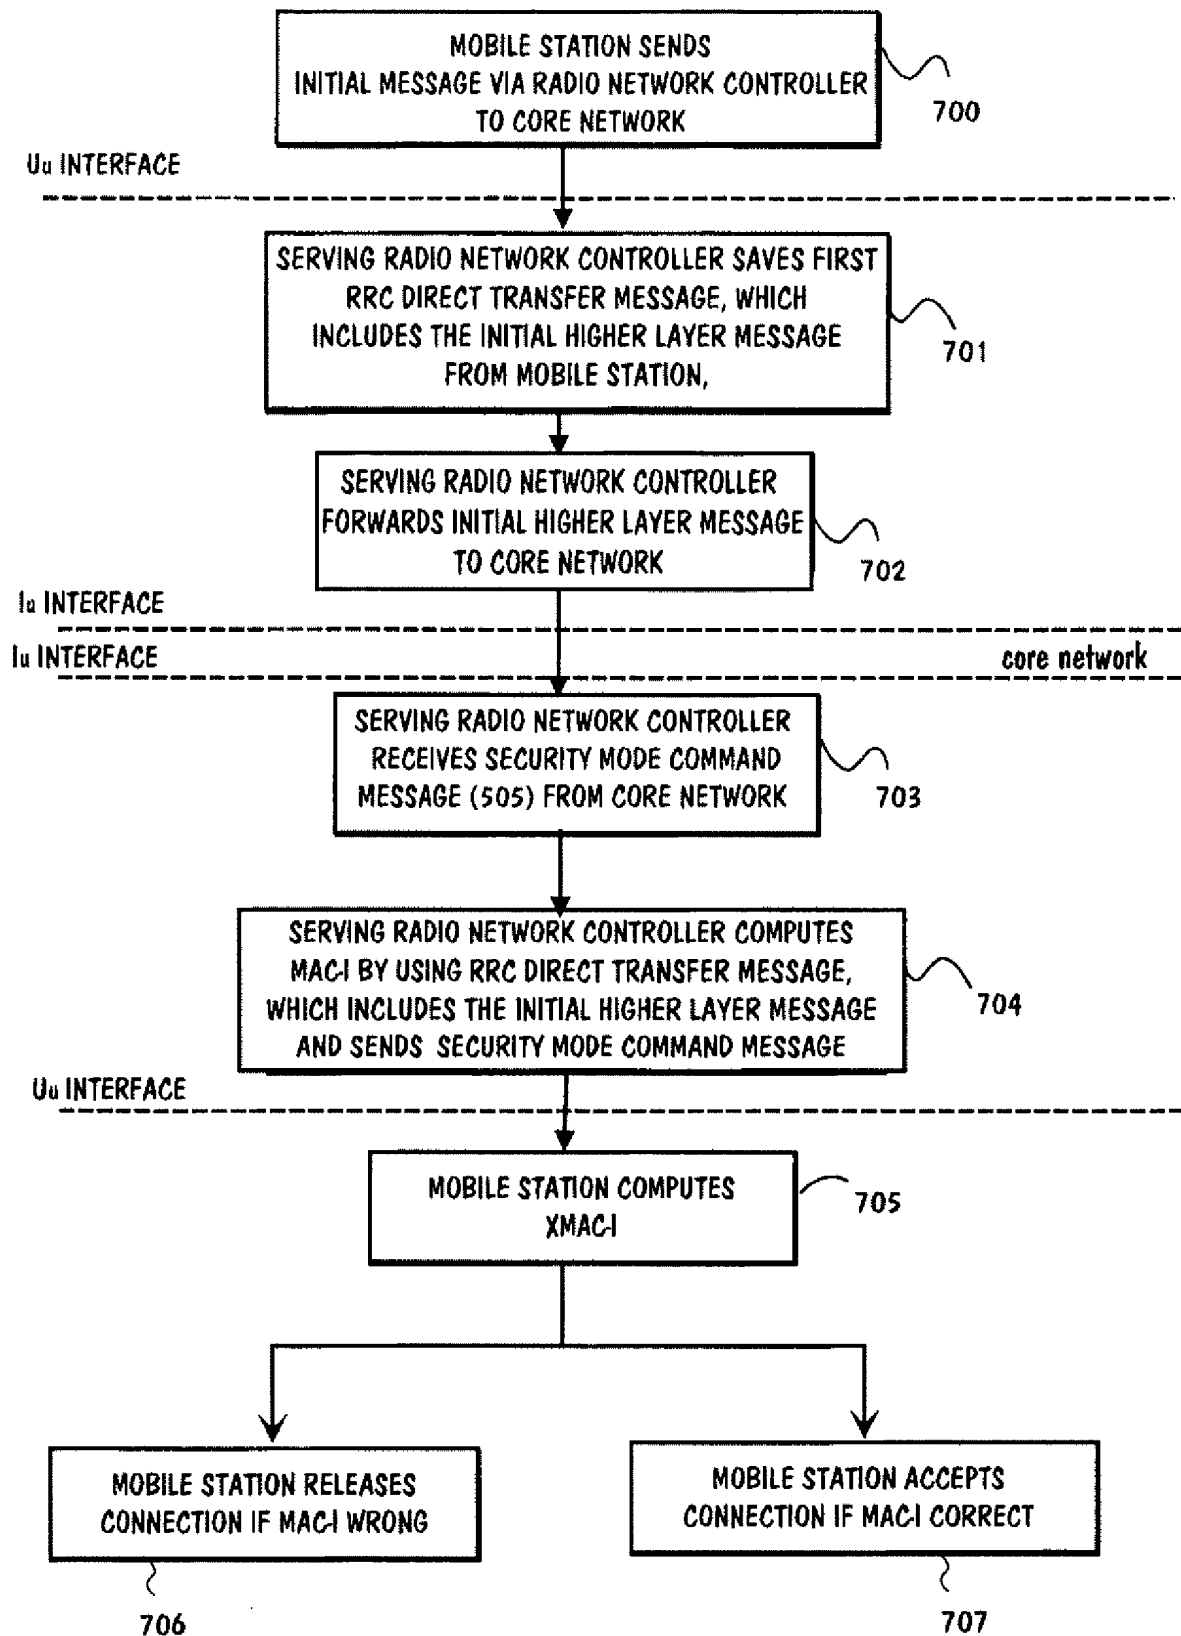 MOBILE STATION SENDS
INITIAL MESSAGE VIA RADIO NETWORK CONTROLLER
TO CORE NETWORK
700
Uu INTERFACE
SERVING RADIO NETWORK CONTROLLER SAVES FIRST
RRC DIRECT TRANSFER MESSAGE, WHICH
INCLUDES THE INITIAL HIGHER LAYER MESSAGE
FROM MOBILE STATION,
701
SERVING RADIO NETWORK CONTROLLER
FORWARDS INITIAL HIGHER LAYER MESSAGE
TO CORE NETWORK
702
Iu INTERFACE
Iu INTERFACE
core network
SERVING RADIO NETWORK CONTROLLER
RECEIVES SECURITY MODE COMMAND
MESSAGE (505) FROM CORE NETWORK
703
SERVING RADIO NETWORK CONTROLLER COMPUTES
MAC-I BY USING RRC DIRECT TRANSFER MESSAGE,
WHICH INCLUDES THE INITIAL HIGHER LAYER MESSAGE
AND SENDS SECURITY MODE COMMAND MESSAGE
704
Uu INTERFACE
MOBILE STATION COMPUTES
XMAC-I
705
MOBILE STATION RELEASES
CONNECTION IF MAC-I WRONG
706
MOBILE STATION ACCEPTS
CONNECTION IF MAC-I CORRECT
707